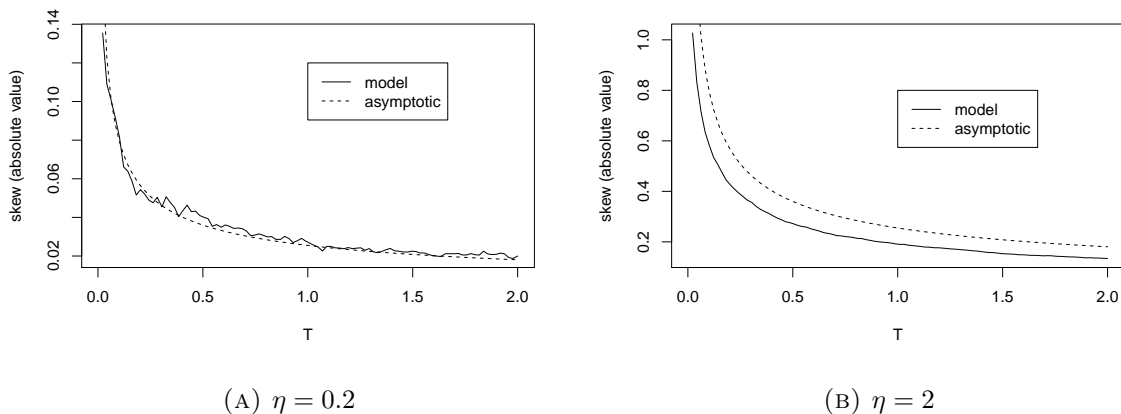 0.14
0.10
0.06
0.02
skew (absolute value)
model
asymptotic
0.0 0.5 1.0 1.5 2.0
T
(A) η = 0.2
1.0
0.8
0.6
0.4
0.2
skew (absolute value)
model
asymptotic
0.0 0.5 1.0 1.5 2.0
T
(B) η = 2